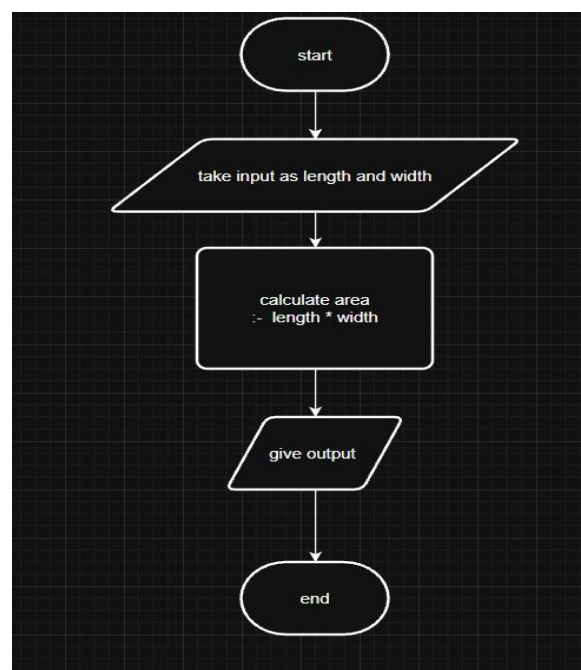 start
take input as length and width
calculate area
:- length * width
give output
end